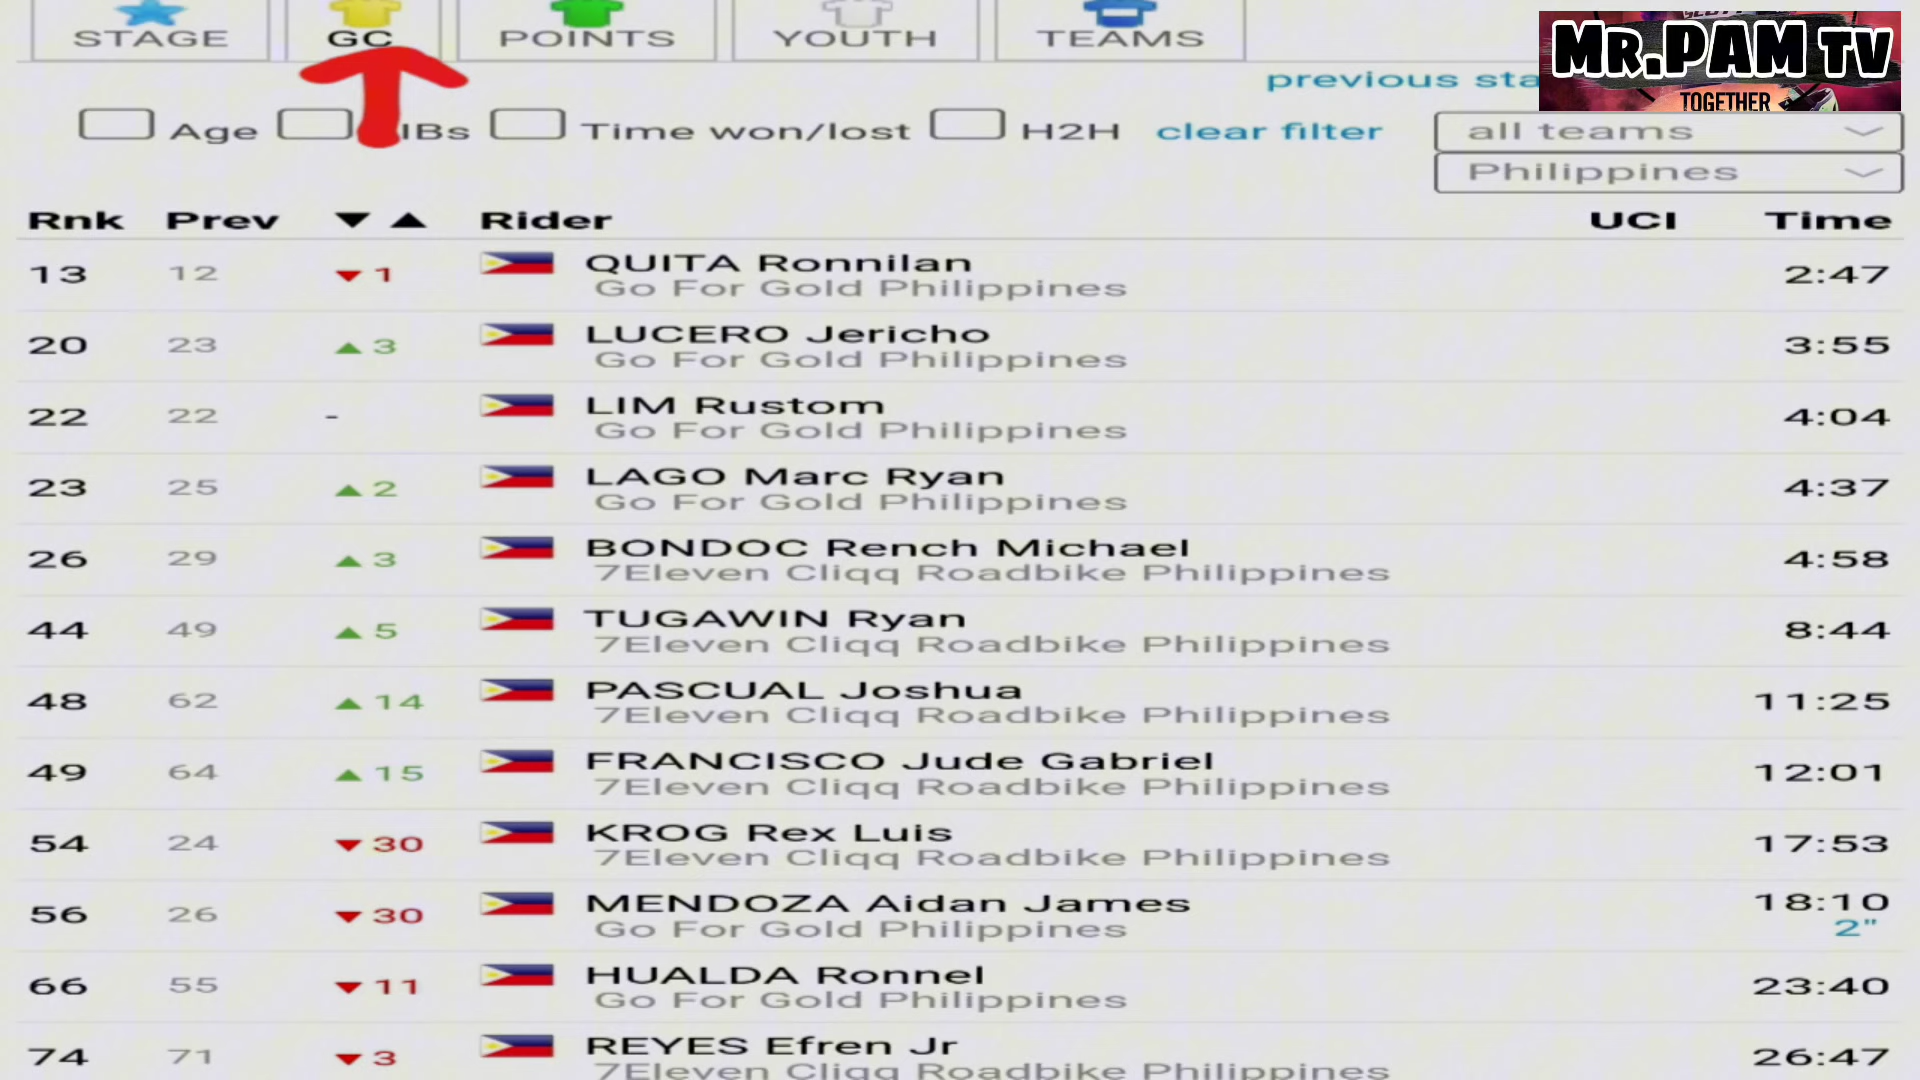 STAGE GC POINTS YOUTH TEAMS
MR.PAM TV
TOGETHER
previous sta
Age IBs Time won/lost H2H clear filter all teams
Philippines
Rnk Prev ▼ ▲ Rider UCI Time
13 12 ▼ 1 QUITA Ronnilan 2:47
Go For Gold Philippines
20 23 ▲ 3 LUCERO Jericho 3:55
Go For Gold Philippines
22 22 - LIM Rustom 4:04
Go For Gold Philippines
23 25 ▲ 2 LAGO Marc Ryan 4:37
Go For Gold Philippines
26 29 ▲ 3 BONDOC Rench Michael 4:58
7Eleven Cliqq Roadbike Philippines
44 49 ▲ 5 TUGAWIN Ryan 8:44
7Eleven Cliqq Roadbike Philippines
48 62 ▲ 14 PASCUAL Joshua 11:25
7Eleven Cliqq Roadbike Philippines
49 64 ▲ 15 FRANCISCO Jude Gabriel 12:01
7Eleven Cliqq Roadbike Philippines
54 24 ▼ 30 KROG Rex Luis 17:53
7Eleven Cliqq Roadbike Philippines
56 26 ▼ 30 MENDOZA Aidan James 18:10
Go For Gold Philippines 2"
66 55 ▼ 11 HUALDA Ronnel 23:40
Go For Gold Philippines
74 71 ▼ 3 REYES Efren Jr 26:47
7Eleven Cliqq Roadbike Philippines